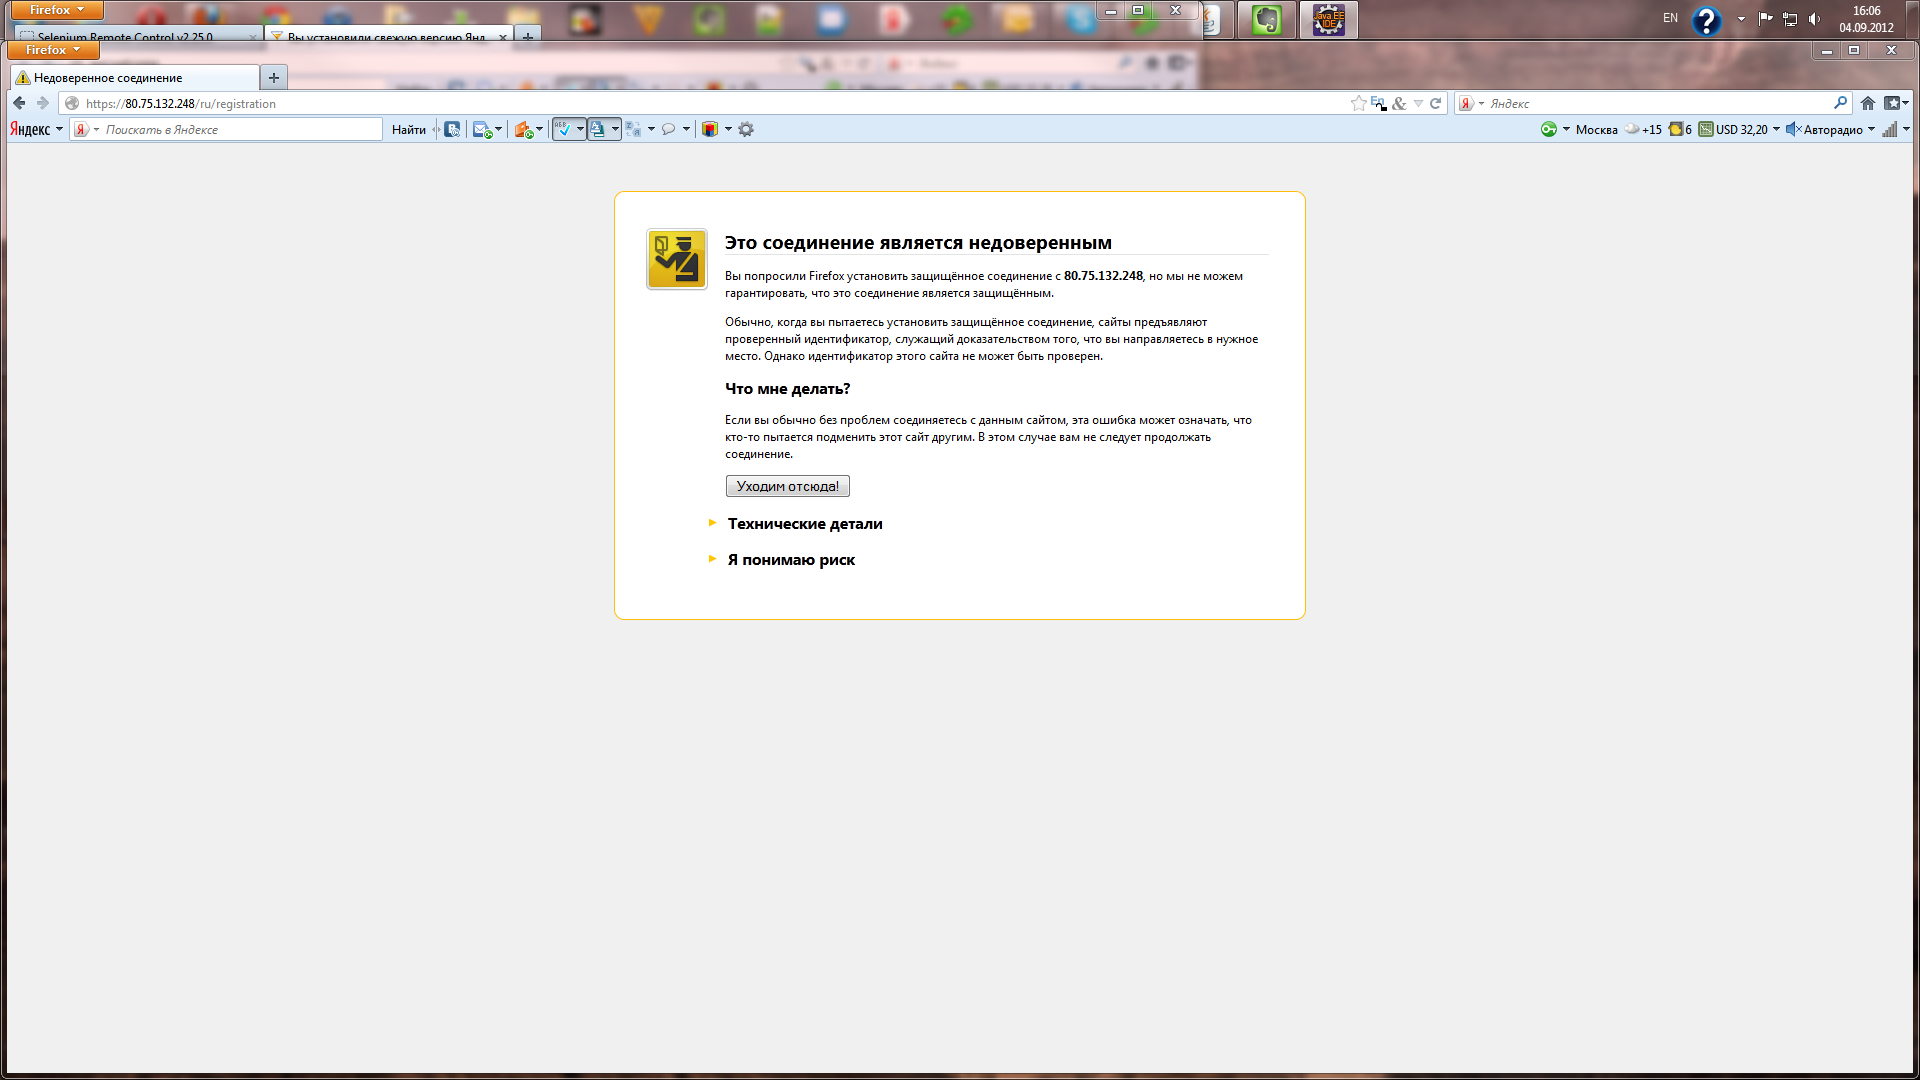 Firefox
EN
16:06
04.09.2012
Selenium Remote Control v2.25.0
Вы установили свежую версию Янд
Firefox
Недоверенное соединение
https://80.75.132.248/ru/registration
Яндекс
Яндекс
Поискать в Яндексе
Найти
Москва
+15
6
USD 32,20
Авторадио
Это соединение является недоверенным
Вы попросили Firefox установить защищённое соединение с 80.75.132.248, но мы не можем
гарантировать, что это соединение является защищённым.
Обычно, когда вы пытаетесь установить защищённое соединение, сайты предъявляют
проверенный идентификатор, служащий доказательством того, что вы направляетесь в нужное
место. Однако идентификатор этого сайта не может быть проверен.
Что мне делать?
Если вы обычно без проблем соединяетесь с данным сайтом, эта ошибка может означать, что
кто-то пытается подменить этот сайт другим. В этом случае вам не следует продолжать
соединение.
Уходим отсюда!
Технические детали
Я понимаю риск